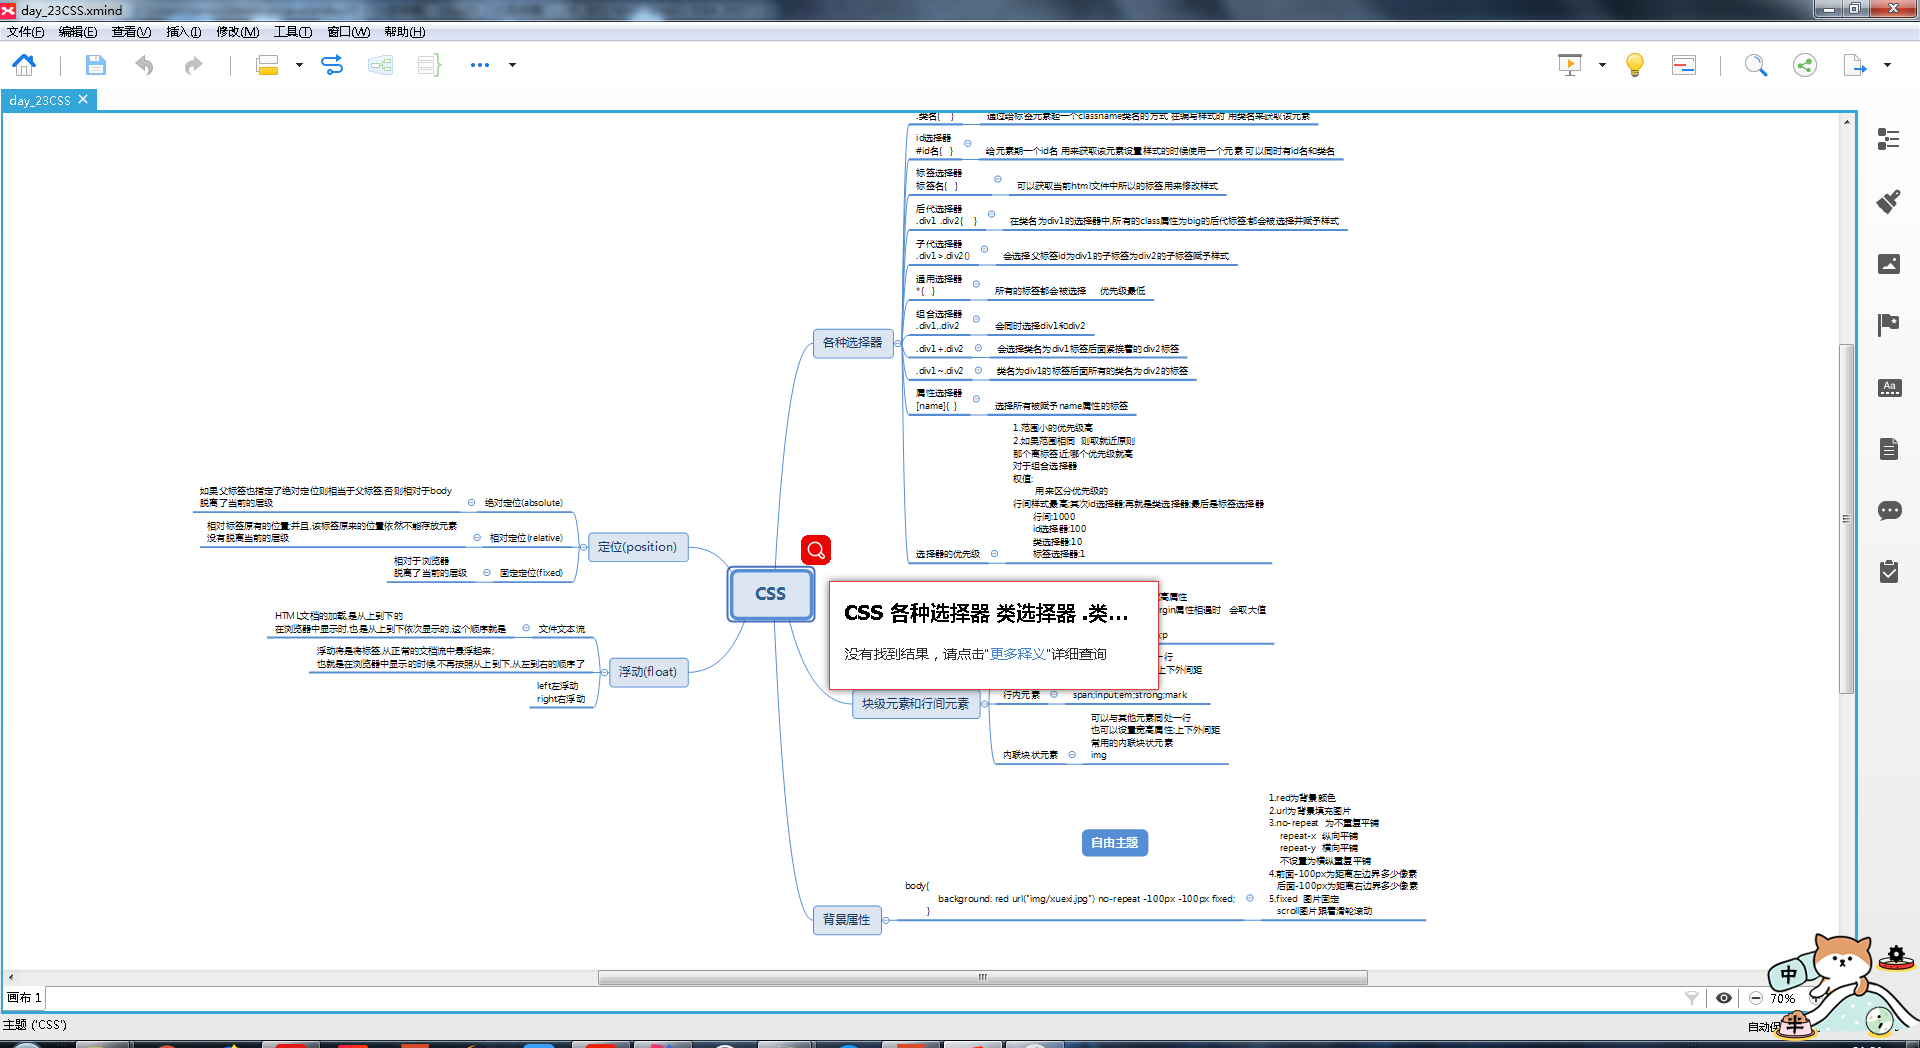 day_23CSS.xmind
文件(F) 编辑(E) 查看(V) 插入(I) 修改(M) 工具(T) 窗口(W) 帮助(H)
day_23CSS
.类名{ } 通过给标签元素起一个classname类名的方式 在编写样式时 用类名来获取该元素
id选择器
#id名{ } 给元素期一个id名 用来获取该元素设置样式的时候使用一个元素 可以同时有id名和类名
标签选择器
标签名{ } 可以获取当前html文件中所以的标签用来修改样式
后代选择器
.div1 .div2{ } 在类名为div1的选择器中,所有的class属性为big的后代标签,都会被选择并赋予样式
子代选择器
.div1>.div2{} 会选择父标签id为div1的子标签为div2的子标签赋予样式
通用选择器
*{ } 所有的标签都会被选择 优先级最低
组合选择器
.div1,.div2 会同时选择div1和div2
.div1+.div2 会选择类名为div1标签后面紧挨着的div2标签
.div1~.div2 类名为div1的标签后面所有的类名为div2的标签
属性选择器
[name]{ } 选择所有被赋予name属性的标签
各种选择器
1.范围小的优先级高
2.如果范围相同 则取就近原则
那个离标签近;哪个优先级就高
对于组合选择器
权值:
用来区分优先级的
行间样式最高;其次id选择器;再就是类选择器;最后是标签选择器
行间:1000
id选择器:100
类选择器:10
标签选择器:1
选择器的优先级
如果父标签也指定了绝对定位则相当于父标签,否则相对于body
脱离了当前的层级
绝对定位(absolute)
相对标签原有的位置;并且,该标签原来的位置依然不能存放元素
没有脱离当前的层级
相对定位(relative)
相对于浏览器
脱离了当前的层级
固定定位(fixed)
定位(position)
CSS
HTML文档的加载,是从上到下的
在浏览器中显示时,也是从上到下依次显示的,这个顺序就是
文件文本流
浮动将是将标签,从正常的文档流中悬浮起来;
也就是在浏览器中显示的时候,不再按照从上到下,从左到右的顺序了
left左浮动
right右浮动
浮动(float)
CSS 各种选择器 类选择器 .类...
没有找到结果，请点击"更多释义"详细查询
高属性
rgin属性相遇时 会取大值
p
一行
上下外间距
行内元素 span;input;em;strong;mark
块级元素和行间元素
可以与其他元素同处一行
也可以设置宽高属性;上下外间距
常用的内联块状元素
img
内联块状元素
自由主题
1.red为背景颜色
2.url为背景填充图片
3.no-repeat 为不重复平铺
repeat-x 纵向平铺
repeat-y 横向平铺
不设置为横纵重复平铺
4.前面-100px为距离左边界多少像素
后面-100px为距离右边界多少像素
5.fixed 图片固定
scroll图片跟着滑轮滚动
body{
background: red url("img/xuexi.jpg") no-repeat -100px -100px fixed;
}
背景属性
画布 1
70%
主题 ('CSS')
自动保
中
半